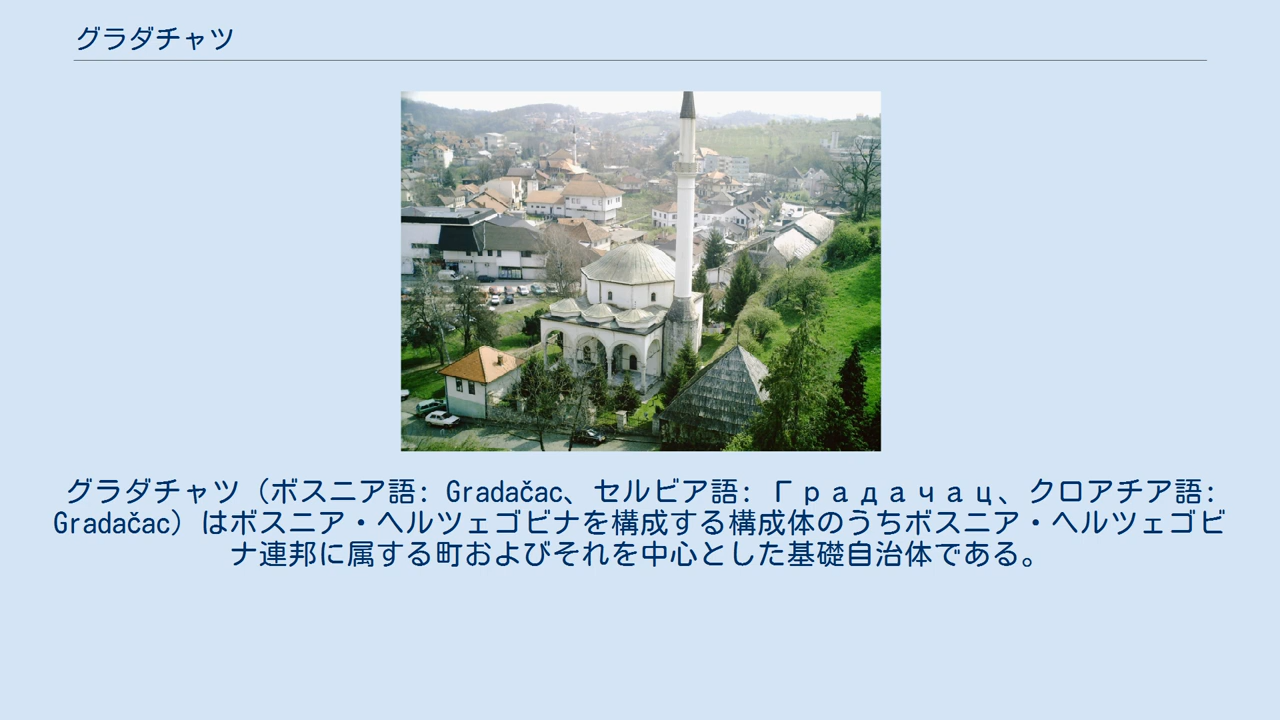 グラダチャツ
グラダチャツ（ボスニア語: Gradačac、セルビア語: Градачац、クロアチア語:
Gradačac）はボスニア・ヘルツェゴビナを構成する構成体のうちボスニア・ヘルツェゴビ
ナ連邦に属する町およびそれを中心とした基礎自治体である。